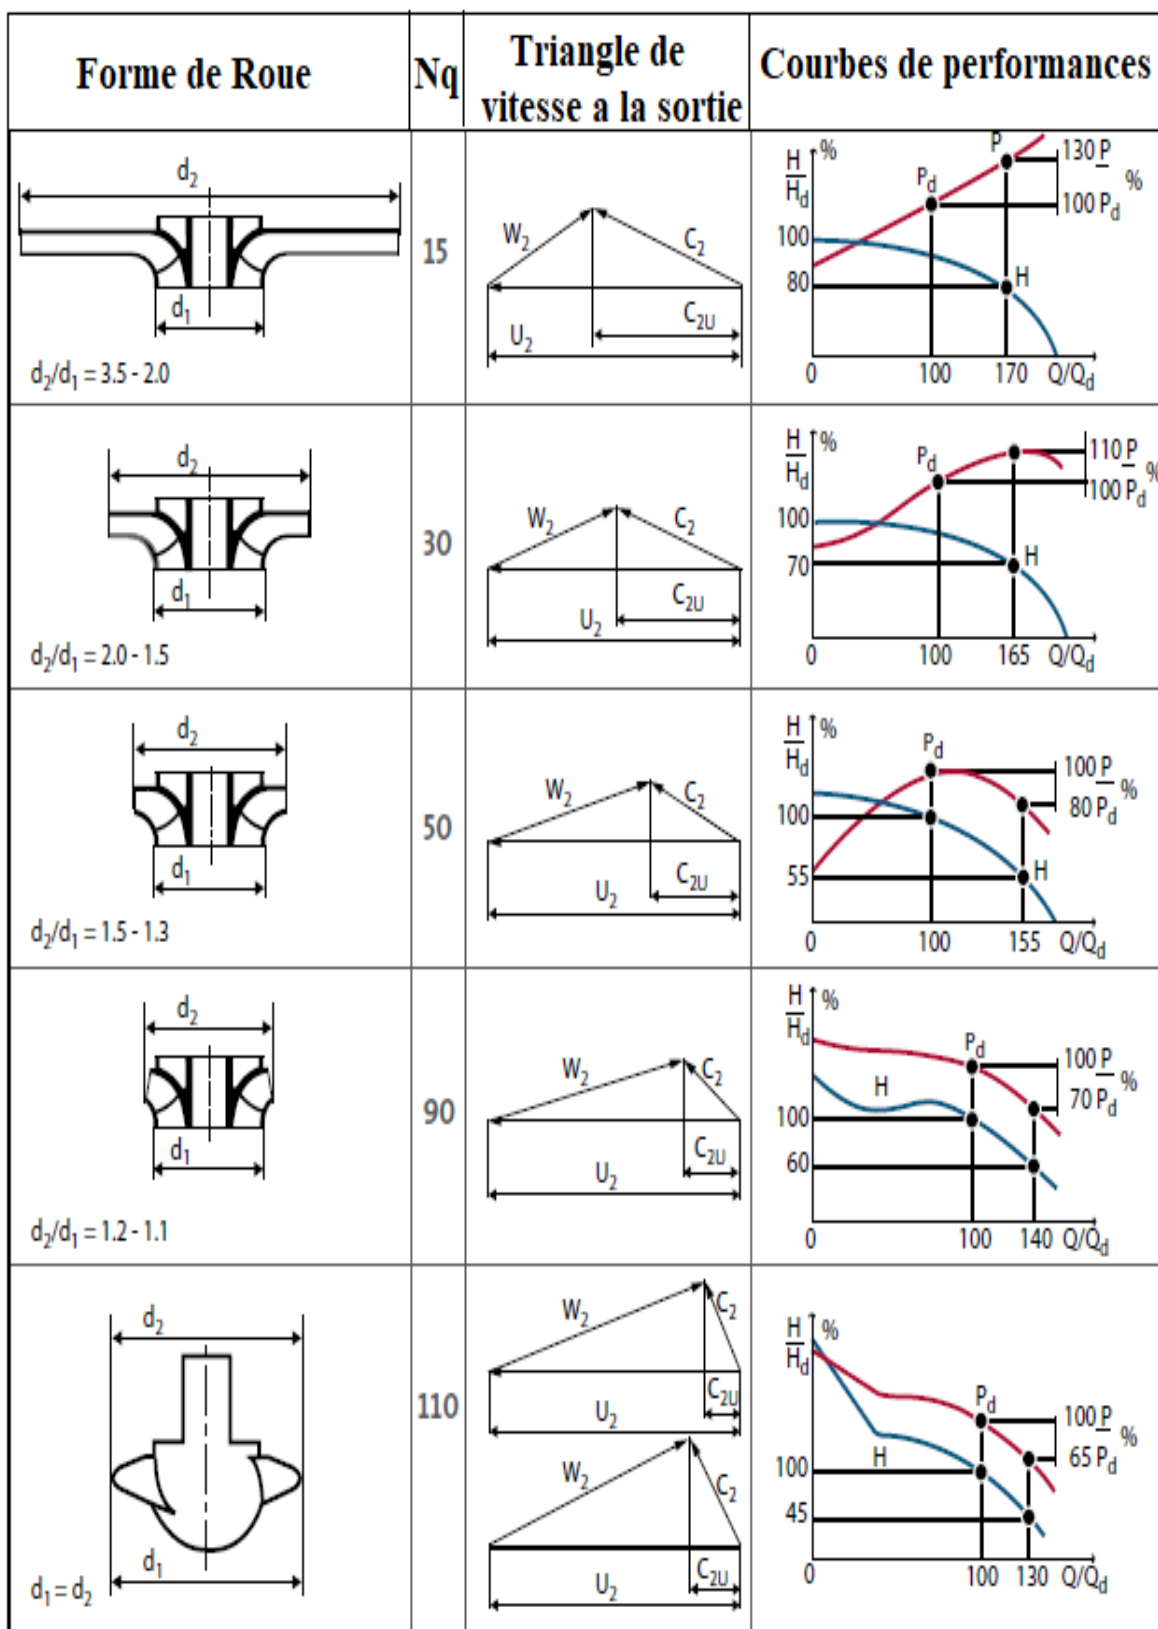 Forme de Roue
Nq
Triangle de
vitesse a la sortie
Courbes de performances
d2
d1
d2/d1 = 3.5 - 2.0
15
W2
C2
C2U
U2
H/Hd %
100
80
Pd
P
H
130 P/Pd %
100
0
100
170
Q/Qd
d2
d1
d2/d1 = 2.0 - 1.5
30
W2
C2
C2U
U2
H/Hd %
100
70
Pd
H
110 P/Pd %
100
0
100
165
Q/Qd
d2
d1
d2/d1 = 1.5 - 1.3
50
W2
C2
C2U
U2
H/Hd %
100
55
Pd
H
100 P/Pd %
80
0
100
155
Q/Qd
d2
d1
d2/d1 = 1.2 - 1.1
90
W2
C2
C2U
U2
H/Hd %
100
60
H
Pd
100 P/Pd %
70
0
100
140
Q/Qd
d2
d1
d1 = d2
110
W2
C2
C2U
U2
W2
C2
C2U
U2
H/Hd %
100
45
H
Pd
100 P/Pd %
65
0
100
130
Q/Qd